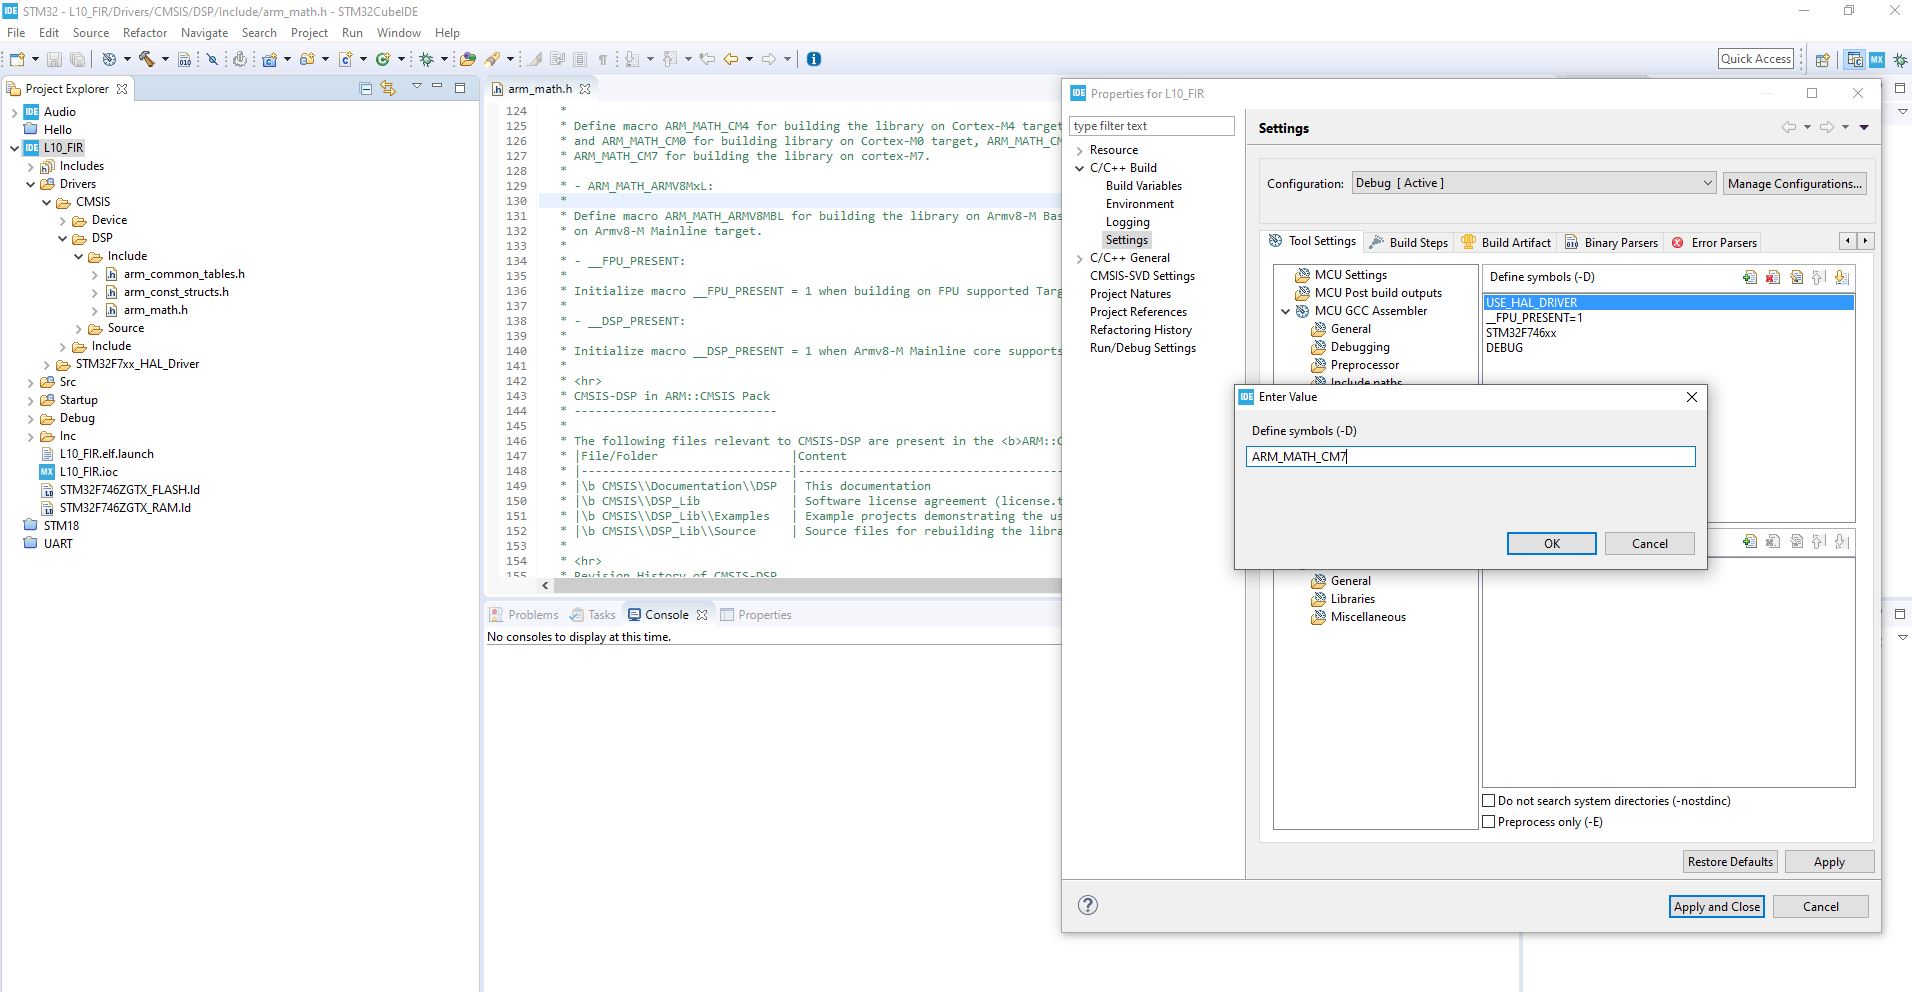 STM32 - L10_FIR/Drivers/CMSIS/DSP/Include/arm_math.h - STM32CubeIDE
File Edit Source Refactor Navigate Search Project Run Window Help
Quick Access
Project Explorer
Audio
Hello
L10_FIR
Includes
Drivers
CMSIS
Device
DSP
Include
arm_common_tables.h
arm_const_structs.h
arm_math.h
Source
Include
STM32F7xx_HAL_Driver
Src
Startup
Debug
Inc
L10_FIR.elf.launch
L10_FIR.ioc
STM32F746ZGTX_FLASH.ld
STM32F746ZGTX_RAM.ld
STM18
UART
arm_math.h
124 *
125 * Define macro ARM_MATH_CM4 for building the library on Cortex-M4 target
126 * and ARM_MATH_CM0 for building library on Cortex-M0 target, ARM_MATH_CM
127 * ARM_MATH_CM7 for building the library on cortex-M7.
128 *
129 * - ARM_MATH_ARMV8MxL:
130 *
131 * Define macro ARM_MATH_ARMV8MBL for building the library on Armv8-M Bas
132 * on Armv8-M Mainline target.
133 *
134 * - __FPU_PRESENT:
135 *
136 * Initialize macro __FPU_PRESENT = 1 when building on FPU supported Targ
137 *
138 * - __DSP_PRESENT:
139 *
140 * Initialize macro __DSP_PRESENT = 1 when Armv8-M Mainline core supports
141 *
142 * <hr>
143 * CMSIS-DSP in ARM::CMSIS Pack
144 * -----------------------------
145 *
146 * The following files relevant to CMSIS-DSP are present in the <b>ARM::C
147 * |File/Folder |Content
148 * |------------------------------|--------------------------------------
149 * |\b CMSIS\\Documentation\\DSP | This documentation
150 * |\b CMSIS\\DSP_Lib | Software license agreement (license.t
151 * |\b CMSIS\\DSP_Lib\\Examples | Example projects demonstrating the us
152 * |\b CMSIS\\DSP_Lib\\Source | Source files for rebuilding the libra
153 *
154 * <hr>
155 * Revision History of CMSIS-DSP
Problems Tasks Console Properties
No consoles to display at this time.
Properties for L10_FIR
type filter text
Resource
C/C++ Build
Build Variables
Environment
Logging
Settings
C/C++ General
CMSIS-SVD Settings
Project Natures
Project References
Refactoring History
Run/Debug Settings
Settings
Configuration: Debug [ Active ] Manage Configurations...
Tool Settings Build Steps Build Artifact Binary Parsers Error Parsers
MCU Settings
MCU Post build outputs
MCU GCC Assembler
General
Debugging
Preprocessor
Include paths
General
Libraries
Miscellaneous
Define symbols (-D)
USE_HAL_DRIVER
__FPU_PRESENT=1
STM32F746xx
DEBUG
Enter Value
Define symbols (-D)
ARM_MATH_CM7
OK Cancel
Do not search system directories (-nostdinc)
Preprocess only (-E)
Restore Defaults Apply
Apply and Close Cancel